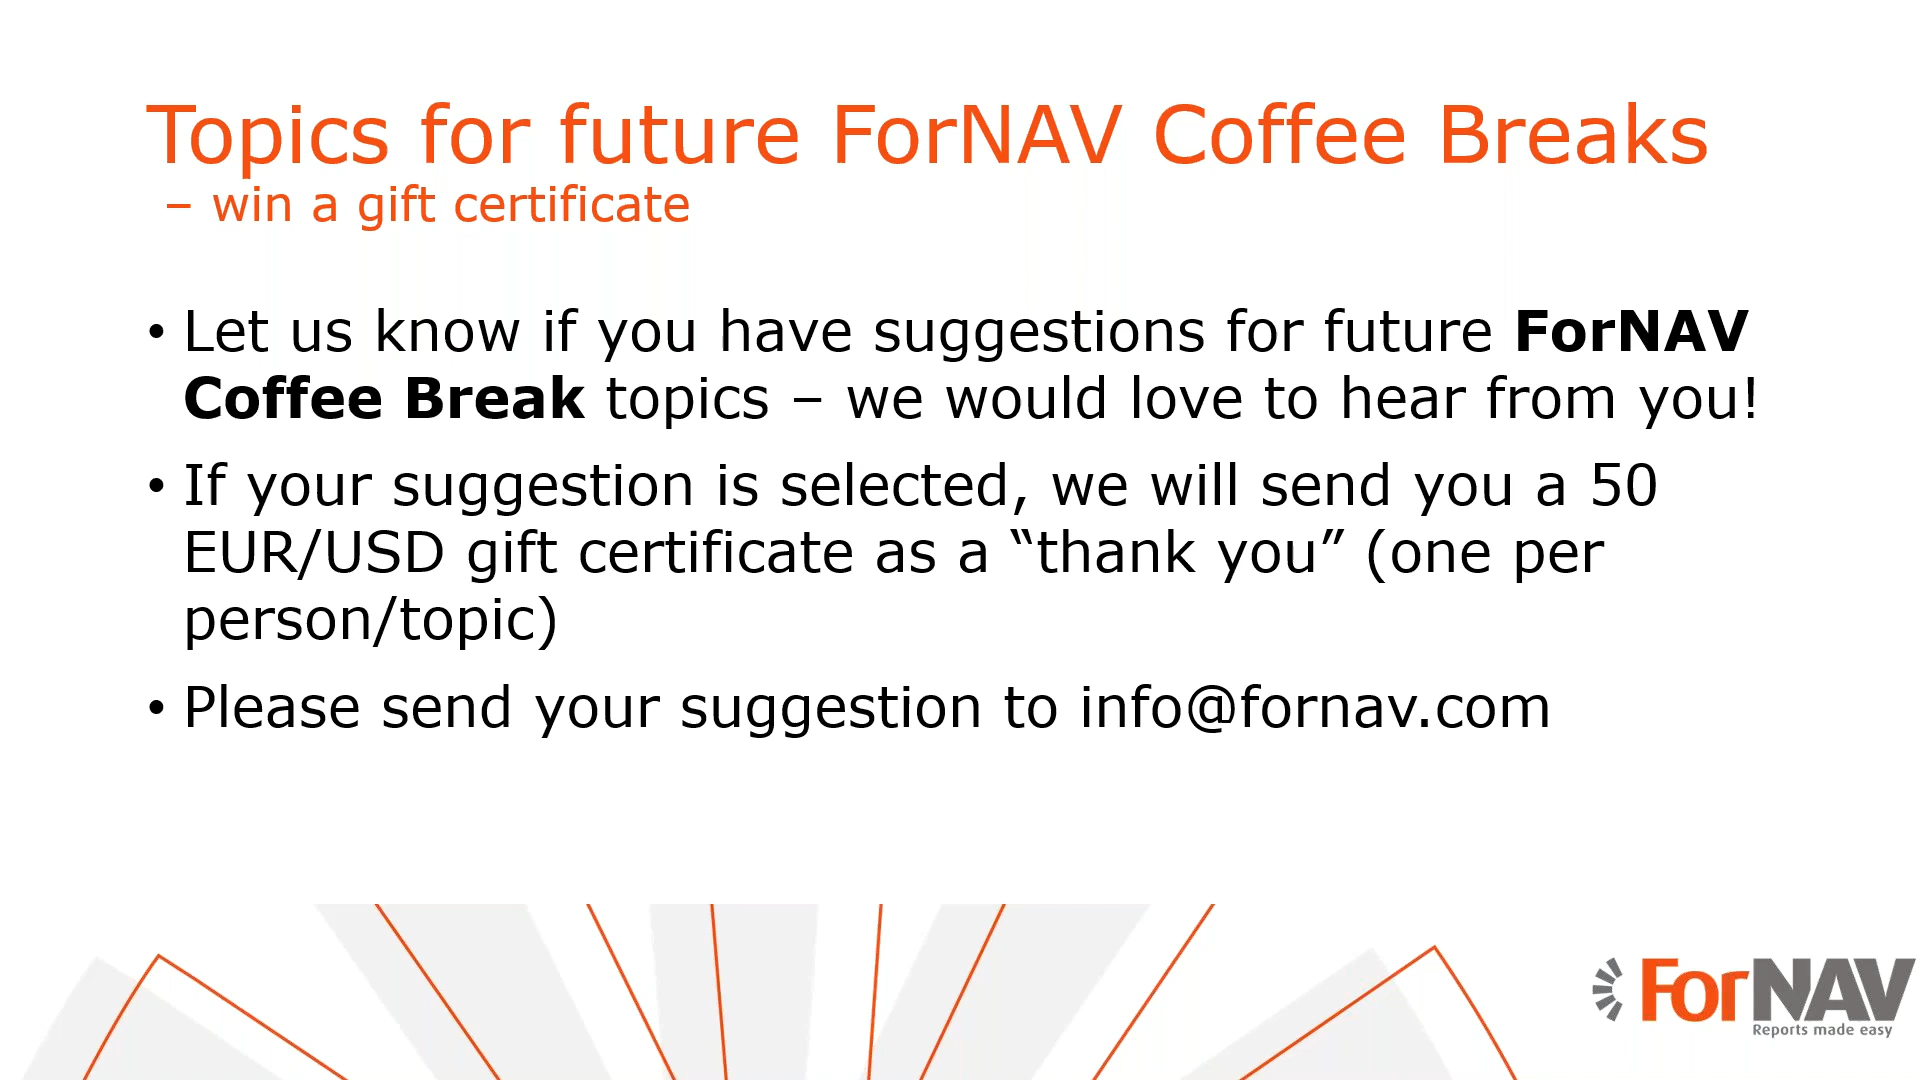 Topics for future ForNAV Coffee Breaks
– win a gift certificate
• Let us know if you have suggestions for future ForNAV
Coffee Break topics – we would love to hear from you!
• If your suggestion is selected, we will send you a 50
EUR/USD gift certificate as a “thank you” (one per
person/topic)
• Please send your suggestion to info@fornav.com
ForNAV
Reports made easy